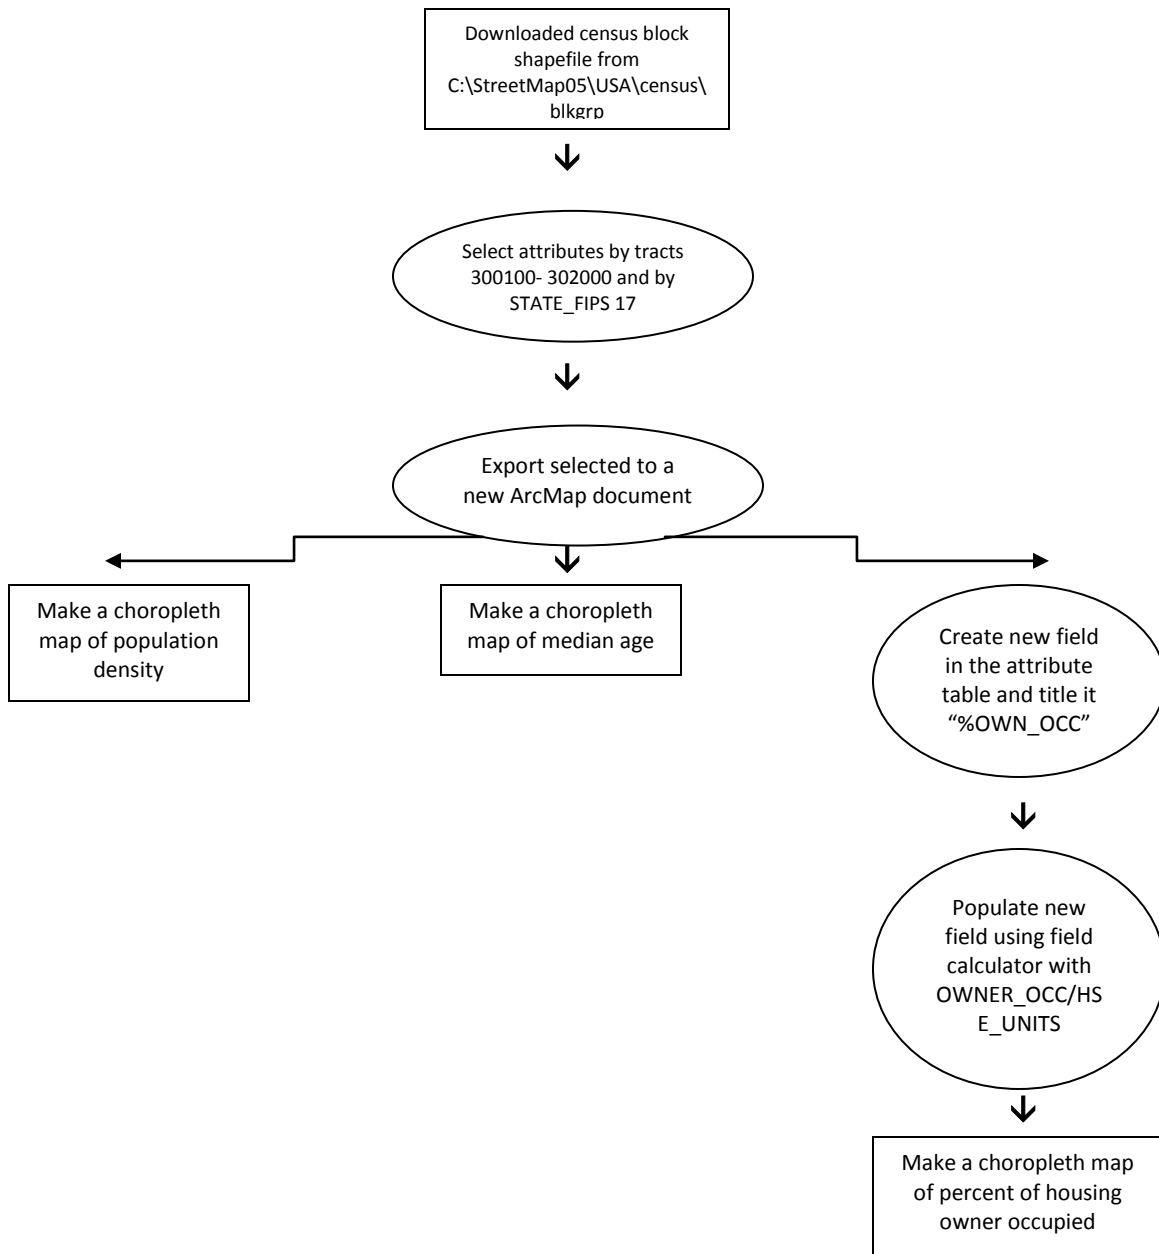 Downloaded census block
shapefile from
C:\StreetMap05\USA\census\
blkgrp
Select attributes by tracts
300100- 302000 and by
STATE_FIPS 17
Export selected to a
new ArcMap document
Make a choropleth
map of population
density
Make a choropleth
map of median age
Create new field
in the attribute
table and title it
“%OWN_OCC”
Populate new
field using field
calculator with
OWNER_OCC/HS
E_UNITS
Make a choropleth map
of percent of housing
owner occupied